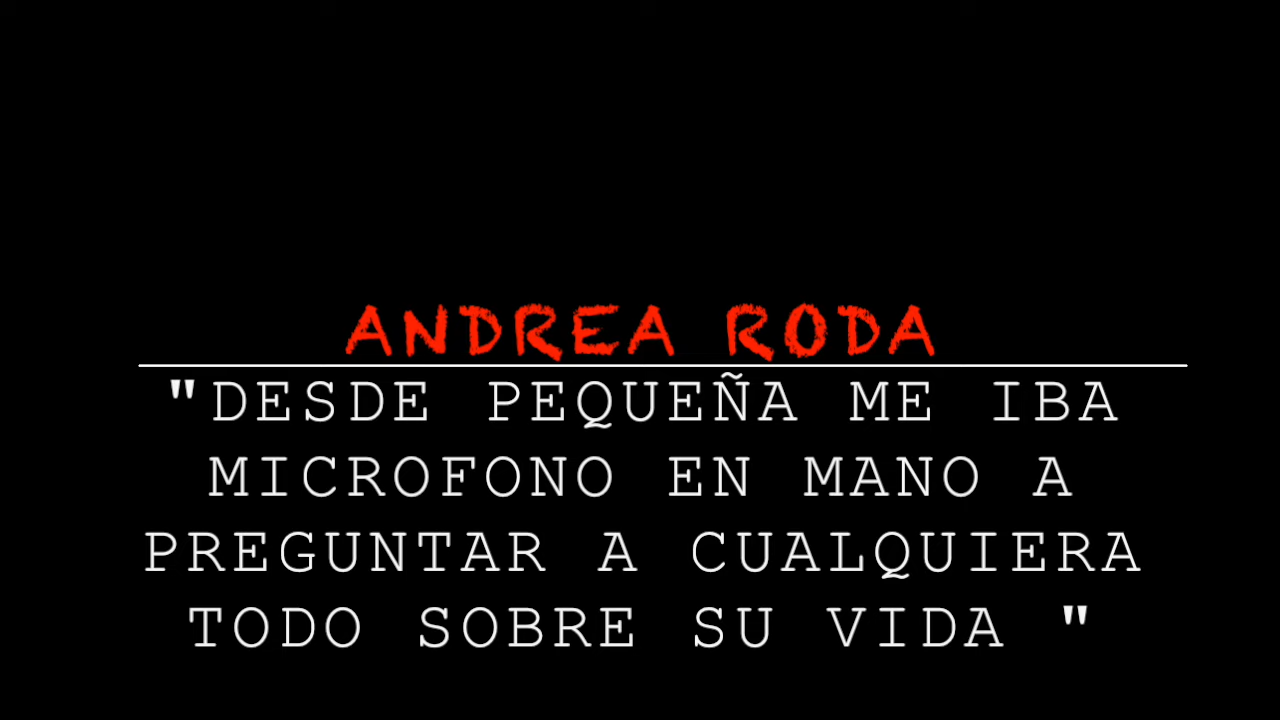 ANDREA RODA
"DESDE PEQUEÑA ME IBA
MICROFONO EN MANO A
PREGUNTAR A CUALQUIERA
TODO SOBRE SU VIDA "